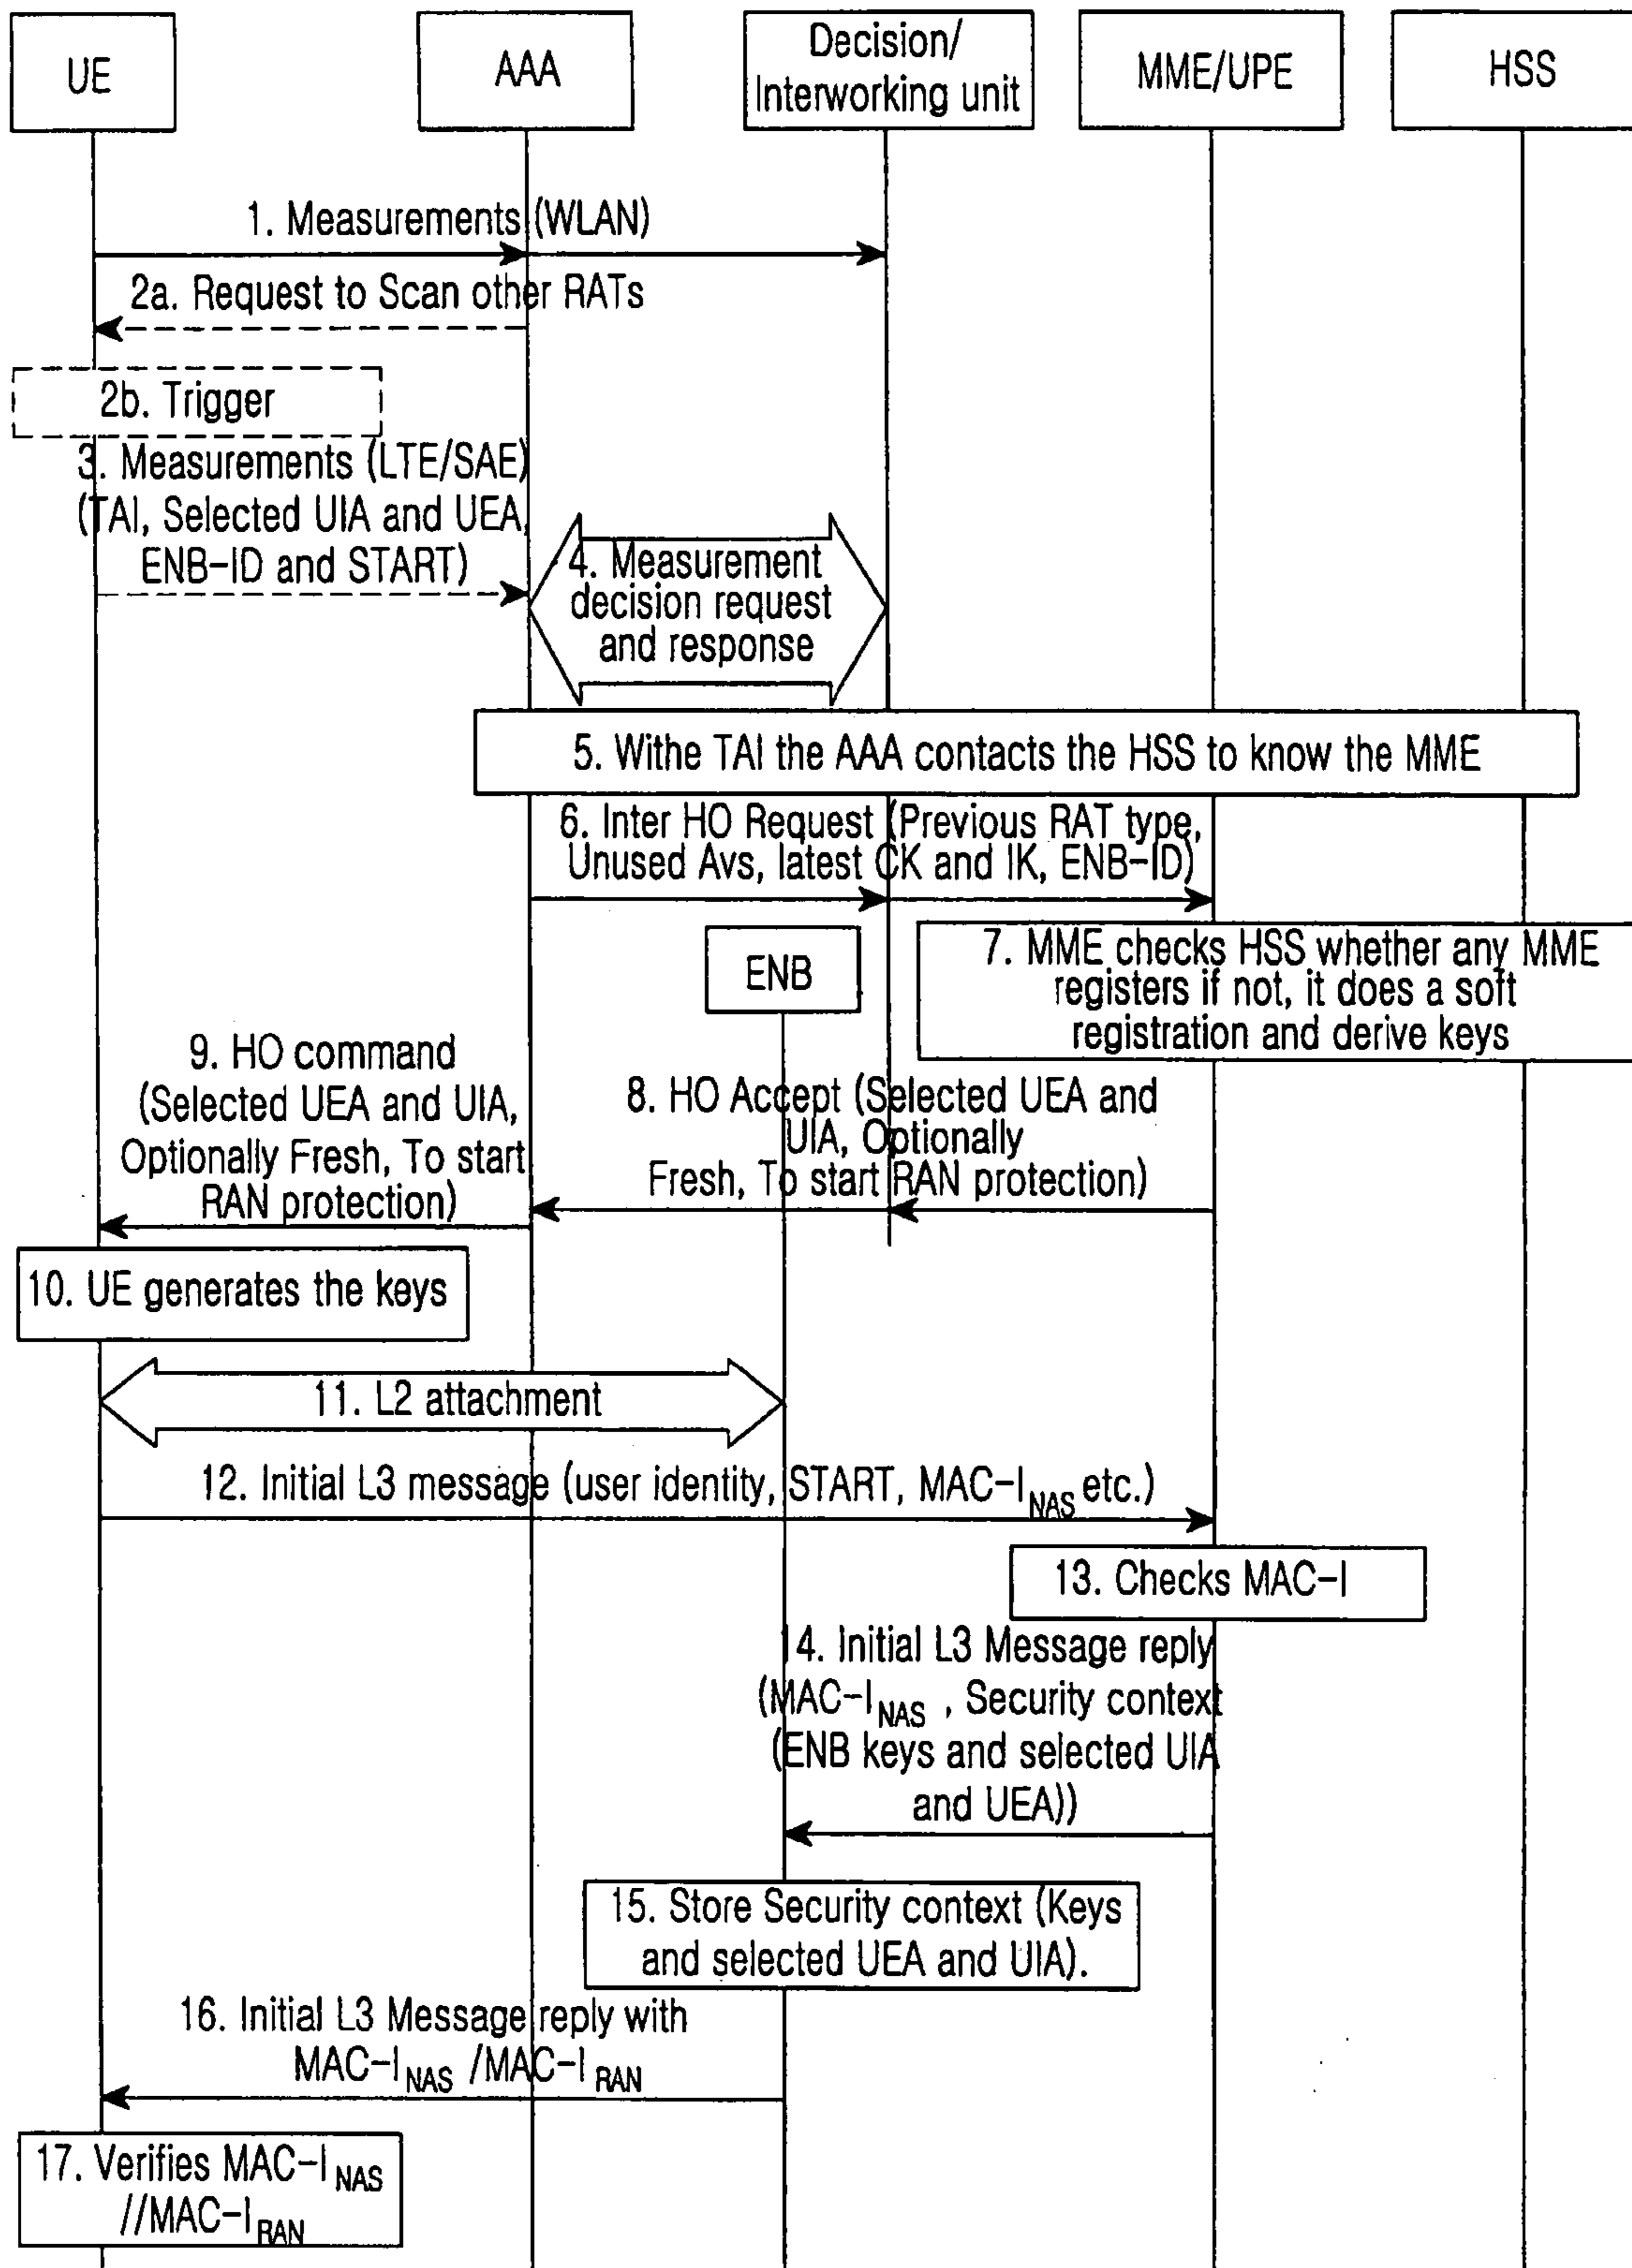 UE
AAA
Decision/
Interworking unit
MME/UPE
HSS
1. Measurements (WLAN)
2a. Request to Scan other RATs
2b. Trigger
3. Measurements (LTE/SAE)
(TAI, Selected UIA and UEA,
ENB-ID and START)
4. Measurement
decision request
and response
5. Withe TAI the AAA contacts the HSS to know the MME
6. Inter HO Request (Previous RAT type,
Unused Avs, latest CK and IK, ENB-ID)
ENB
7. MME checks HSS whether any MME
registers if not, it does a soft
registration and derive keys
9. HO command
(Selected UEA and UIA,
Optionally Fresh, To start
RAN protection)
8. HO Accept (Selected UEA and
UIA, Optionally
Fresh, To start RAN protection)
10. UE generates the keys
11. L2 attachment
12. Initial L3 message (user identity, START, MAC-I NAS etc.)
13. Checks MAC-I
14. Initial L3 Message reply
(MAC-I NAS , Security context
(ENB keys and selected UIA
and UEA))
15. Store Security context (Keys
and selected UEA and UIA).
16. Initial L3 Message reply with
MAC-I NAS /MAC-I RAN
17. Verifies MAC-I NAS
//MAC-I RAN